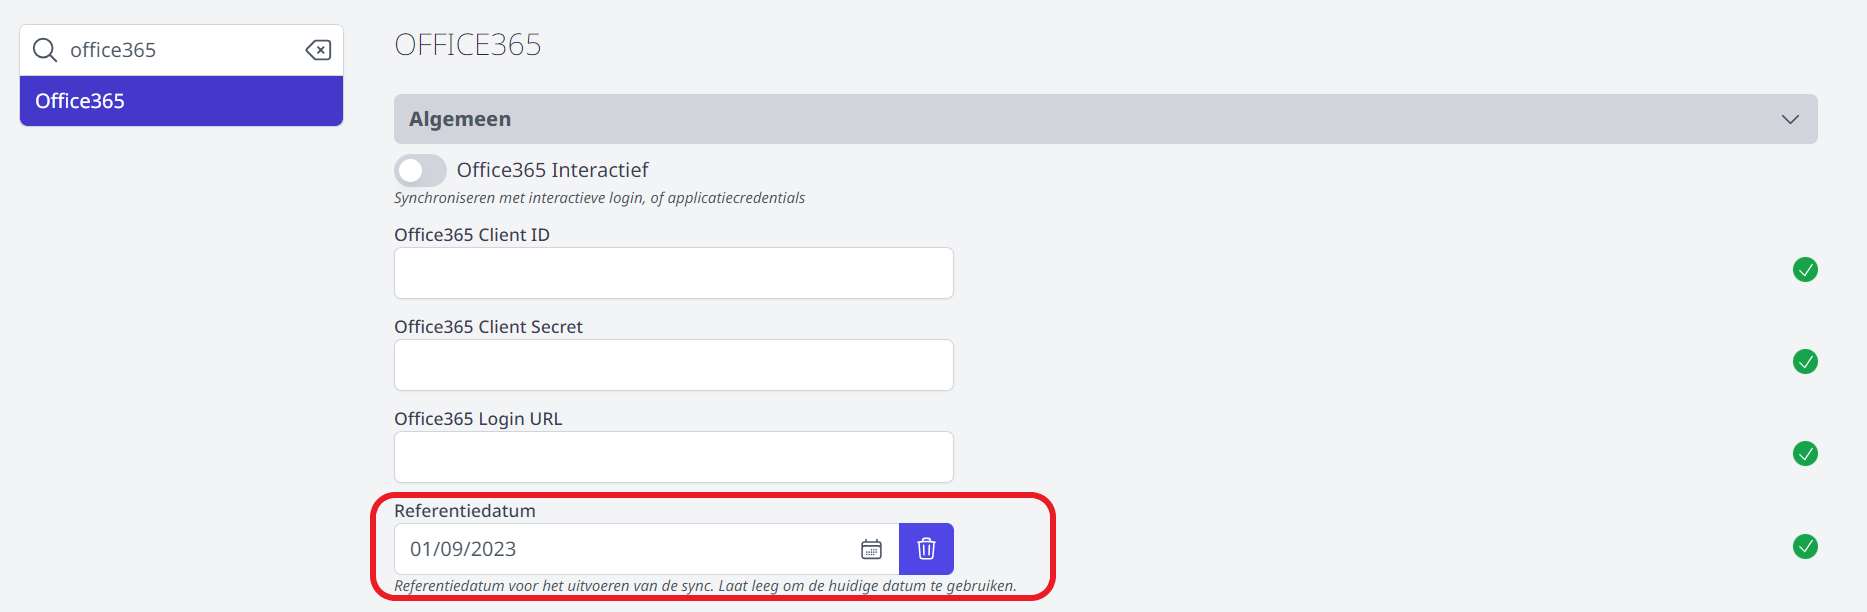 office365
Office365
OFFICE365
Algemeen
Office365 Interactief
Synchroniseren met interactieve login, of applicatiecredentials
Office365 Client ID
Office365 Client Secret
Office365 Login URL
Referentiedatum
01/09/2023
Referentiedatum voor het uitvoeren van de sync. Laat leeg om de huidige datum te gebruiken.